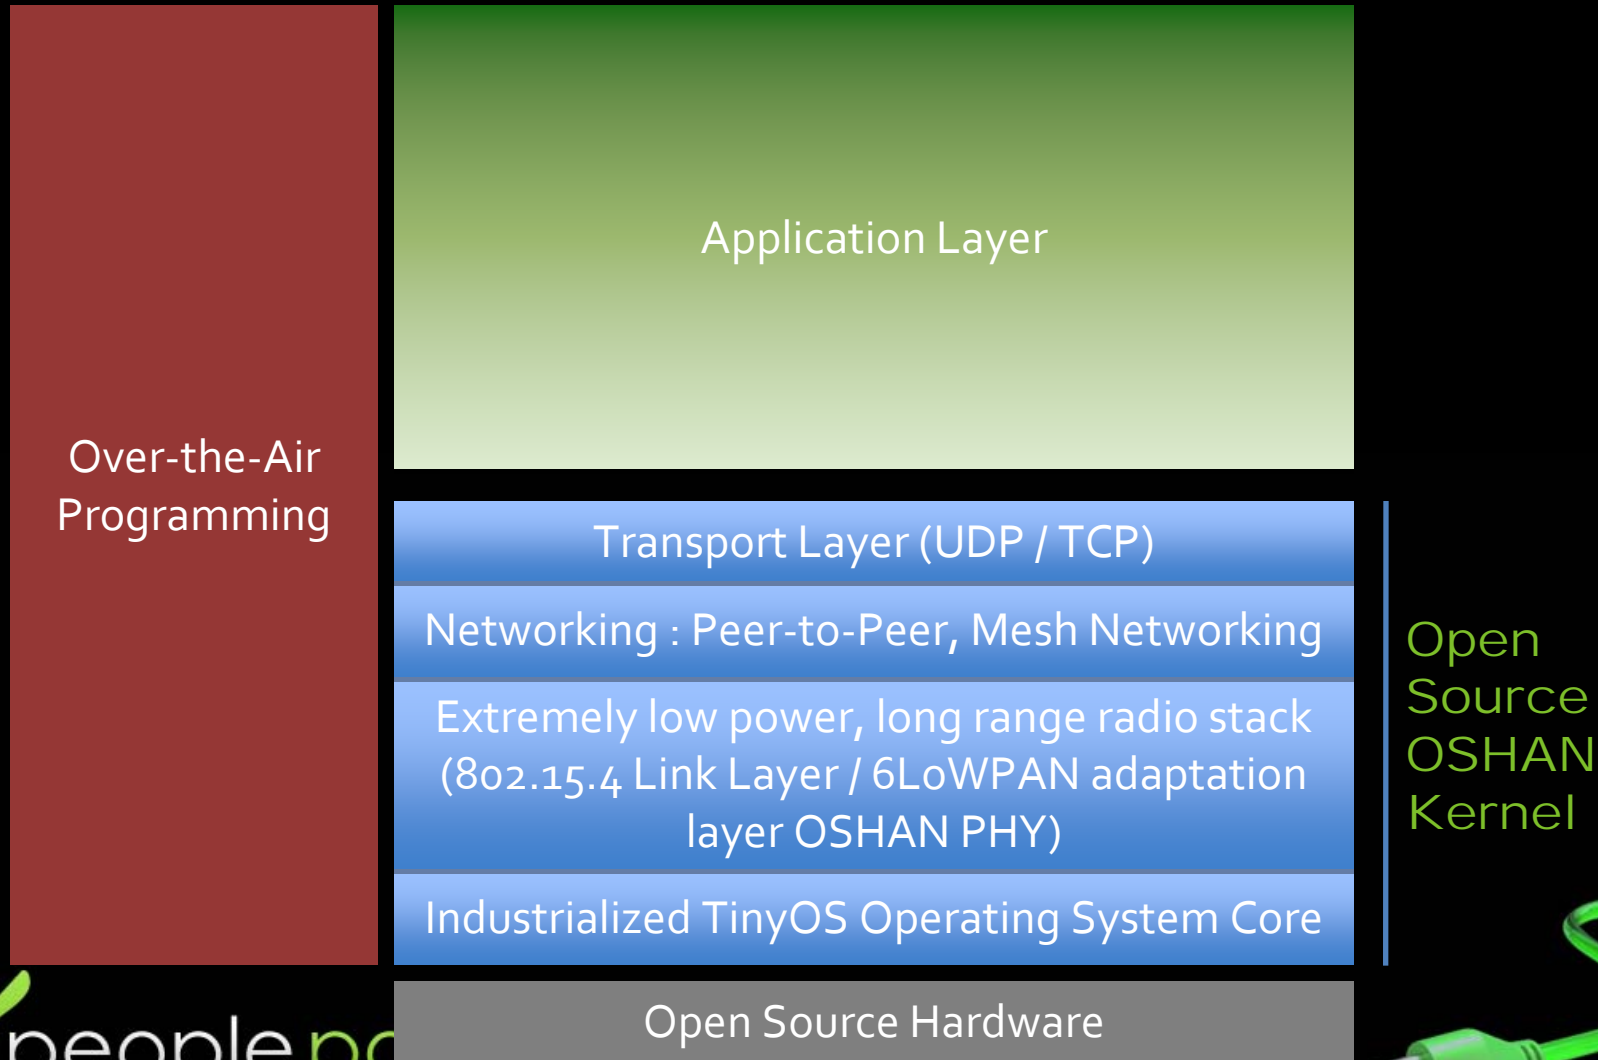 Over-the-Air
Programming
Application Layer
Transport Layer (UDP / TCP)
Networking : Peer-to-Peer, Mesh Networking
Extremely low power, long range radio stack
(802.15.4 Link Layer / 6LoWPAN adaptation
layer OSHAN PHY)
Industrialized TinyOS Operating System Core
Open Source Hardware
Open
Source
OSHAN
Kernel
people